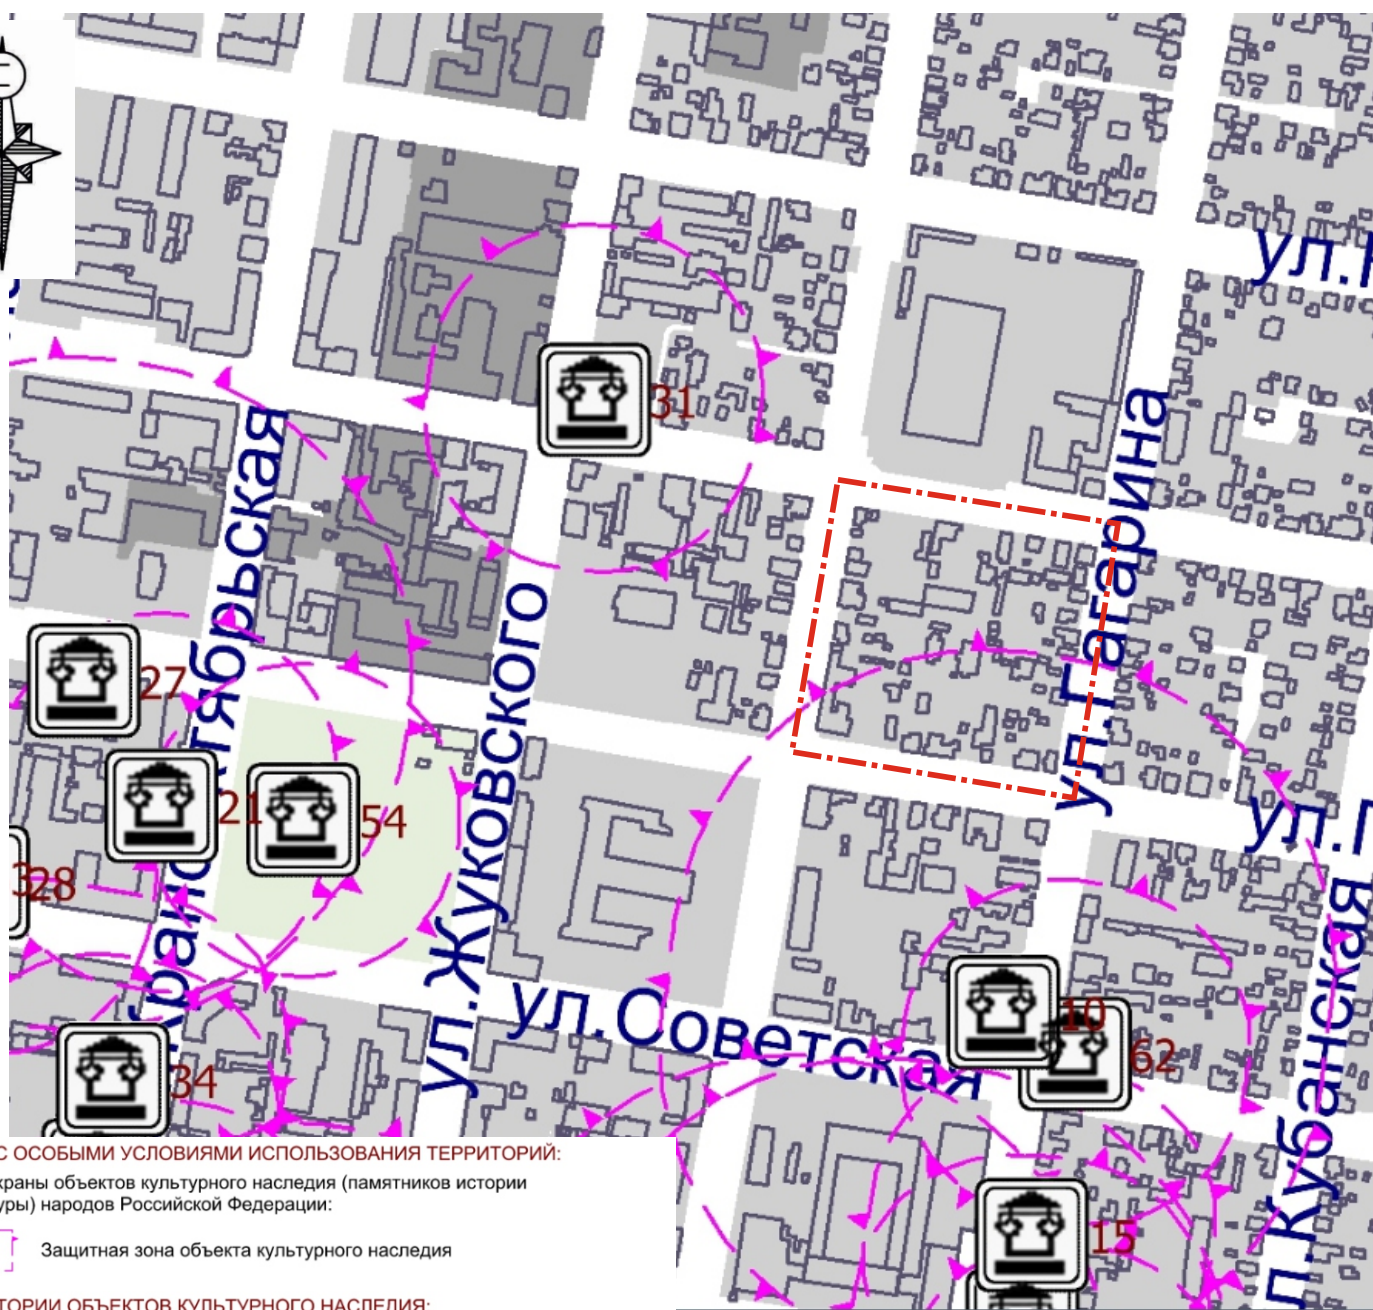 ул.Гагарина
31
Октябрьская
ул.Жуковского
27
21
54
28
ул.Советская
10
62
34
15
ул.Кубанская
С ОСОБЫМИ УСЛОВИЯМИ ИСПОЛЬЗОВАНИЯ ТЕРРИТОРИЙ:
храны объектов культурного наследия (памятников истории
уры) народов Российской Федерации:
Защитная зона объекта культурного наследия
ТОРИИ ОБЪЕКТОВ КУЛЬТУРНОГО НАСЛЕДИЯ: